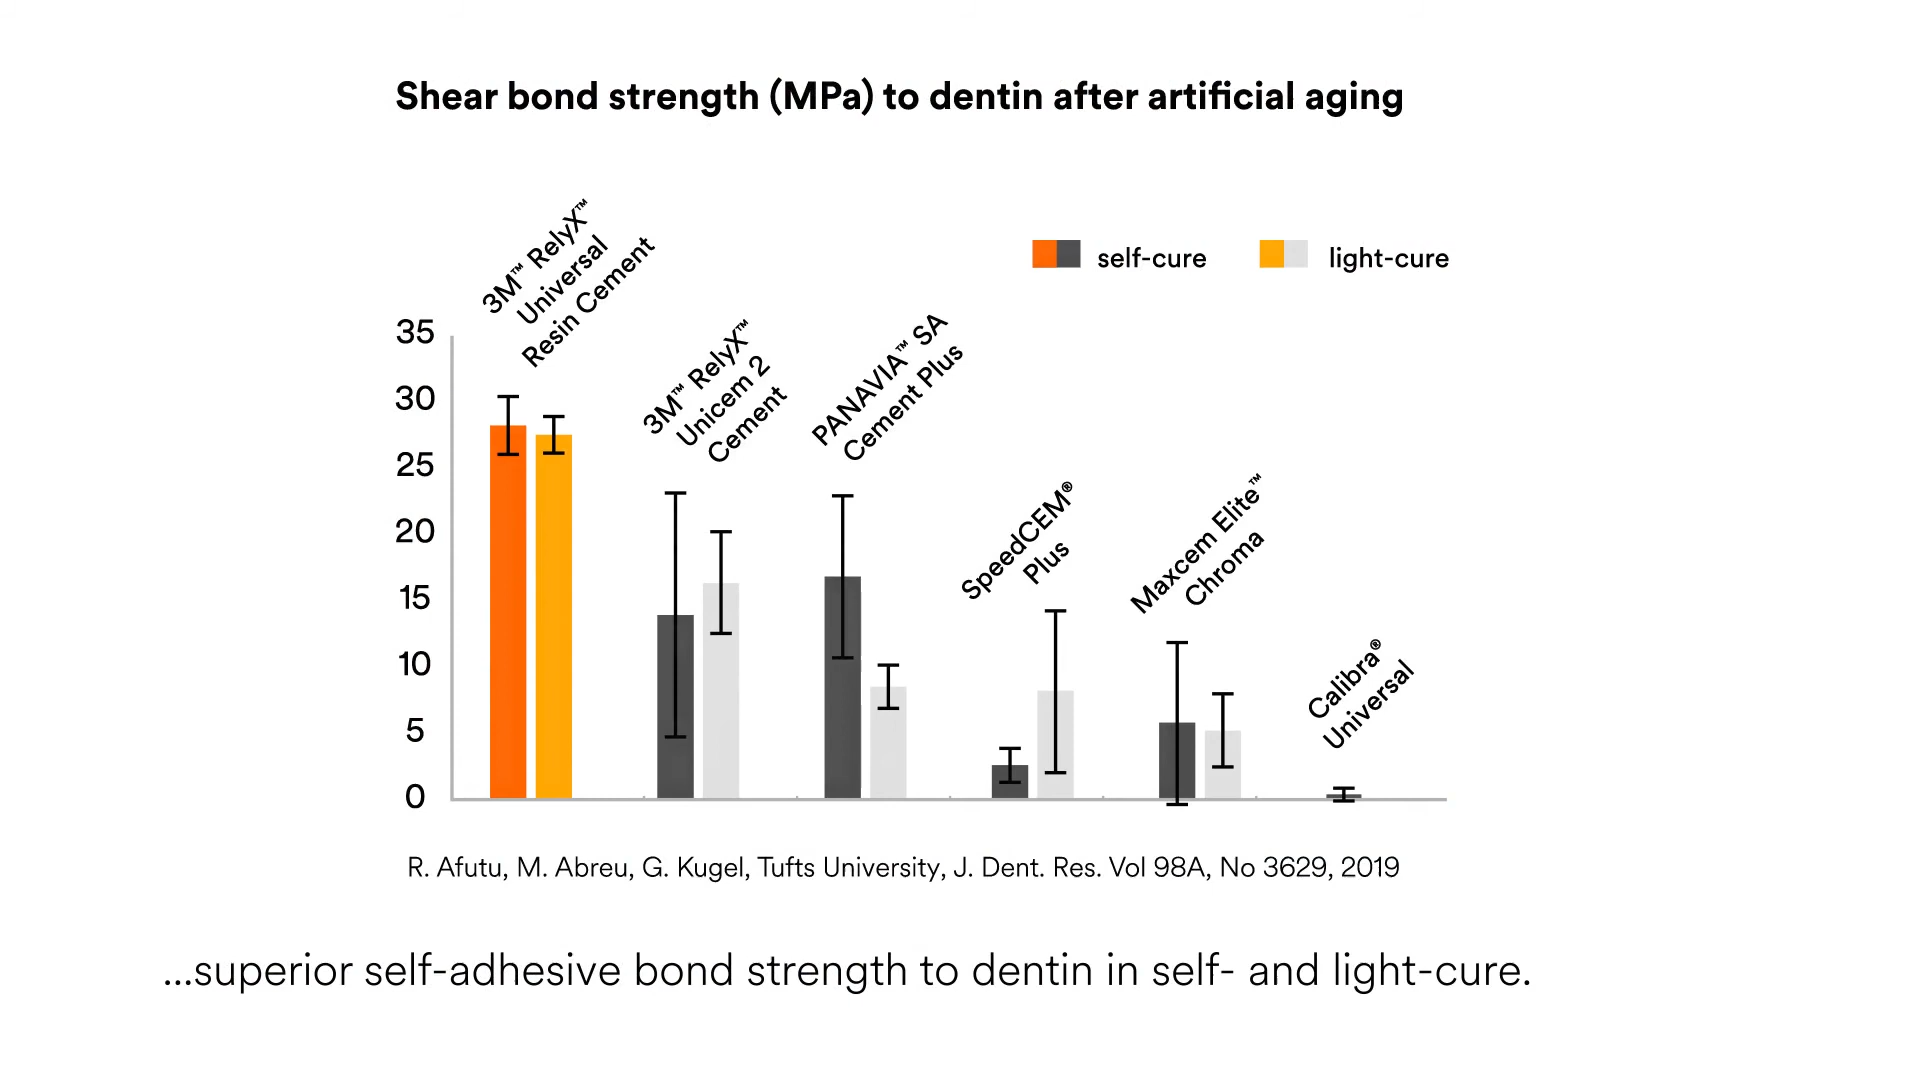 Shear bond strength (MPa) to dentin after artificial aging
self-cure
light-cure
3M™ RelyX™
Universal
Resin Cement
3M™ RelyX™
Unicem 2
Cement
PANAVIA™ SA
Cement Plus
SpeedCEM®
Plus
Maxcem Elite™
Chroma
Calibra®
Universal
35
30
25
20
15
10
5
0
R. Afutu, M. Abreu, G. Kugel, Tufts University, J. Dent. Res. Vol 98A, No 3629, 2019
...superior self-adhesive bond strength to dentin in self- and light-cure.